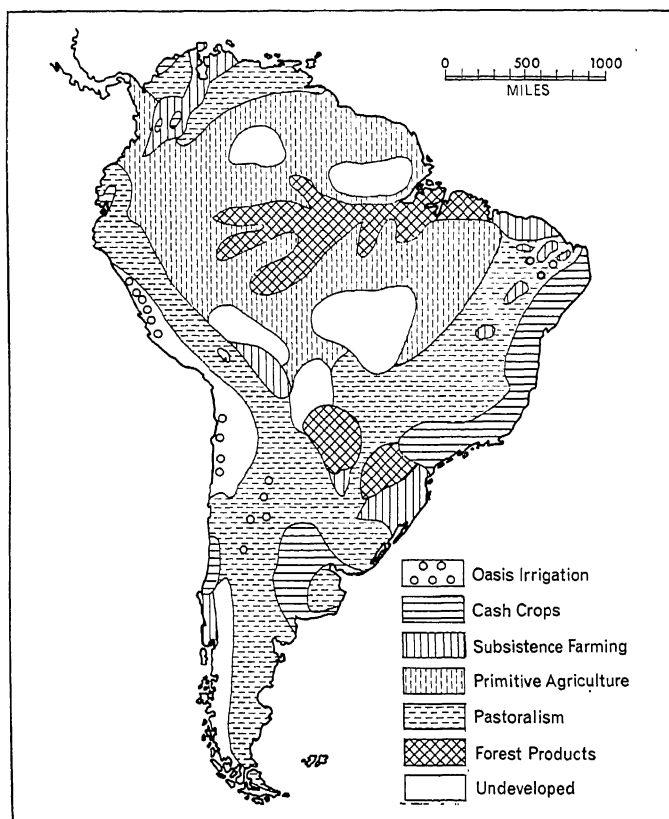 0 500 1000
MILES
Oasis Irrigation
Cash Crops
Subsistence Farming
Primitive Agriculture
Pastoralism
Forest Products
Undeveloped